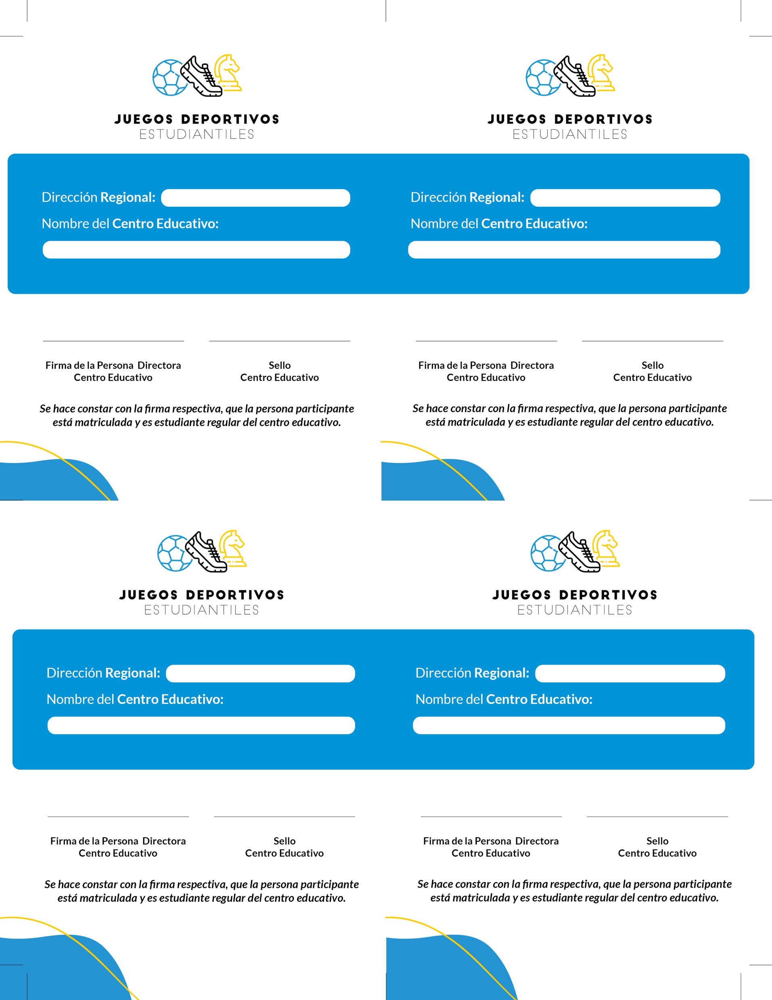 JUEGOS DEPORTIVOS
ESTUDIANTILES
Dirección Regional:
Nombre del Centro Educativo:
Firma de la Persona Directora
Centro Educativo
Sello
Centro Educativo
Se hace constar con la firma respectiva, que la persona participante
está matriculada y es estudiante regular del centro educativo.
JUEGOS DEPORTIVOS
ESTUDIANTILES
Dirección Regional:
Nombre del Centro Educativo:
Firma de la Persona Directora
Centro Educativo
Sello
Centro Educativo
Se hace constar con la firma respectiva, que la persona participante
está matriculada y es estudiante regular del centro educativo.
JUEGOS DEPORTIVOS
ESTUDIANTILES
Dirección Regional:
Nombre del Centro Educativo:
Firma de la Persona Directora
Centro Educativo
Sello
Centro Educativo
Se hace constar con la firma respectiva, que la persona participante
está matriculada y es estudiante regular del centro educativo.
JUEGOS DEPORTIVOS
ESTUDIANTILES
Dirección Regional:
Nombre del Centro Educativo:
Firma de la Persona Directora
Centro Educativo
Sello
Centro Educativo
Se hace constar con la firma respectiva, que la persona participante
está matriculada y es estudiante regular del centro educativo.